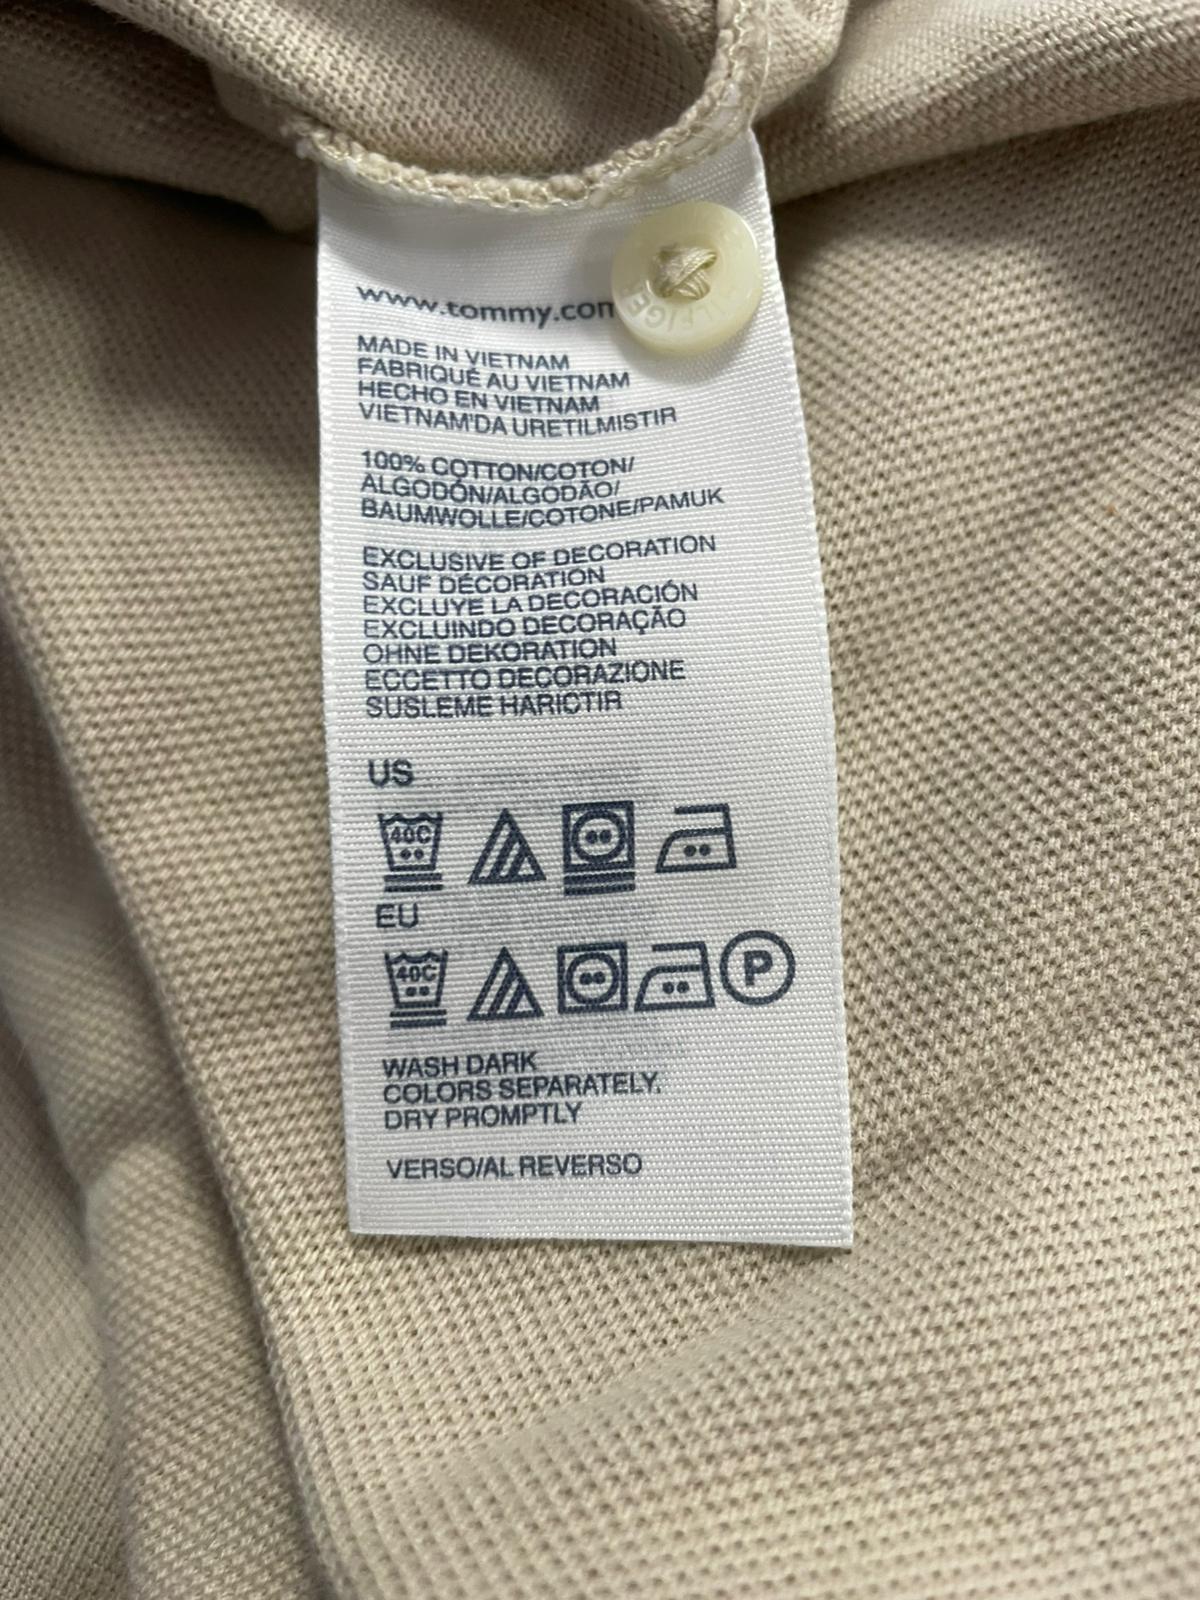 www.tommy.com
MADE IN VIETNAM
FABRIQUÉ AU VIETNAM
HECHO EN VIETNAM
VIETNAM'DA URETILMISTIR
100% COTTON/COTON/
ALGODÓN/ALGODÃO/
BAUMWOLLE/COTONE/PAMUK
EXCLUSIVE OF DECORATION
SAUF DÉCORATION
EXCLUYE LA DECORACIÓN
EXCLUINDO DECORAÇÃO
OHNE DEKORATION
ECCETTO DECORAZIONE
SUSLEME HARICTIR
US
40C
EU
40C
P
WASH DARK
COLORS SEPARATELY,
DRY PROMPTLY
VERSO/AL REVERSO